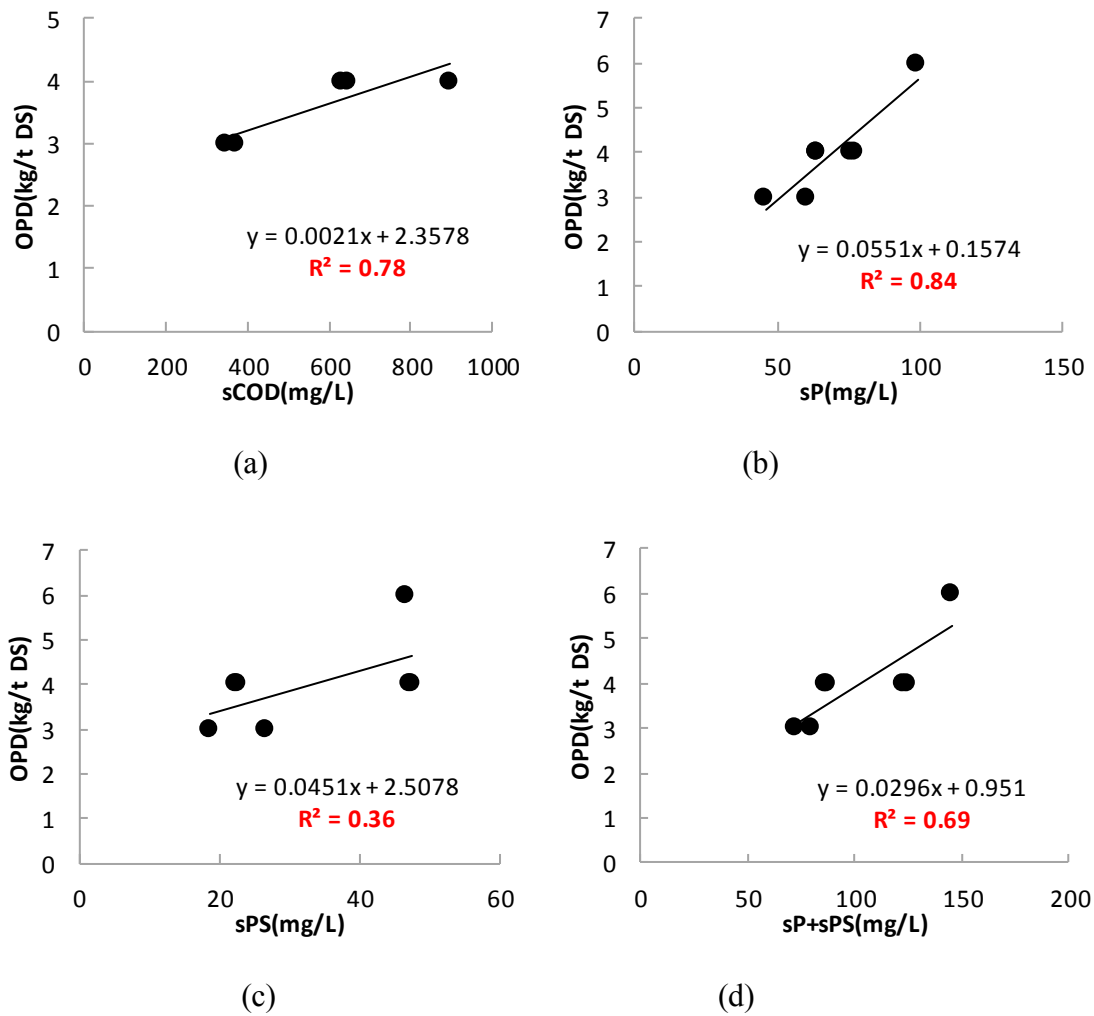 5
4
3
2
1
0
OPD(kg/t DS)
y = 0.0021x + 2.3578
R² = 0.78
0 200 400 600 800 1000
sCOD(mg/L)
(a)
7
6
5
4
3
2
1
0
OPD(kg/t DS)
y = 0.0551x + 0.1574
R² = 0.84
0 50 100 150
sP(mg/L)
(b)
7
6
5
4
3
2
1
0
OPD(kg/t DS)
y = 0.0451x + 2.5078
R² = 0.36
0 20 40 60
sPS(mg/L)
(c)
7
6
5
4
3
2
1
0
OPD(kg/t DS)
y = 0.0296x + 0.951
R² = 0.69
0 50 100 150 200
sP+sPS(mg/L)
(d)